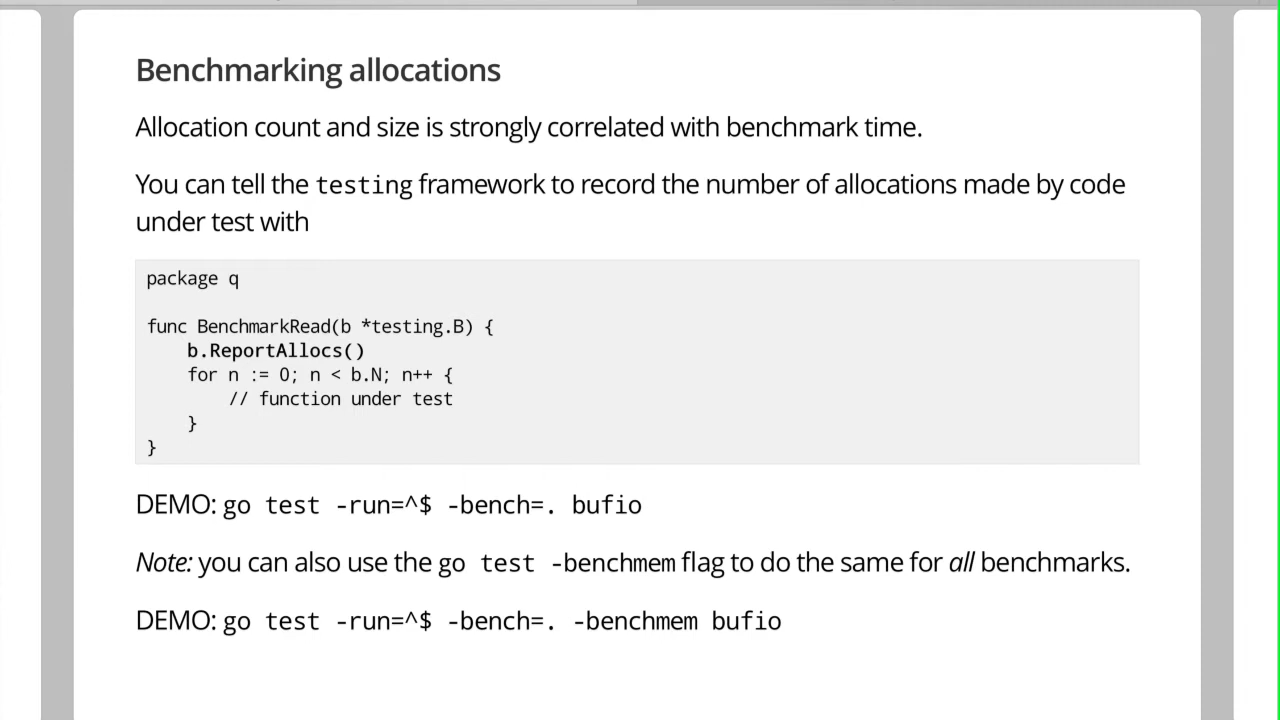 Benchmarking allocations
Allocation count and size is strongly correlated with benchmark time.
You can tell the testing framework to record the number of allocations made by code
under test with
package q
func BenchmarkRead(b *testing.B) {
    b.ReportAllocs()
    for n := 0; n < b.N; n++ {
        // function under test
    }
}
DEMO: go test -run=^$ -bench=. bufio
Note: you can also use the go test -benchmem flag to do the same for all benchmarks.
DEMO: go test -run=^$ -bench=. -benchmem bufio